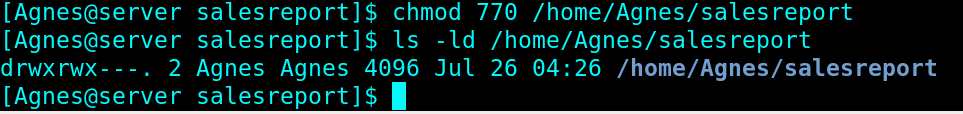 [Agnes@server salesreport]$ chmod 770 /home/Agnes/salesreport
[Agnes@server salesreport]$ ls -ld /home/Agnes/salesreport
drwxrwx---. 2 Agnes Agnes 4096 Jul 26 04:26 /home/Agnes/salesreport
[Agnes@server salesreport]$